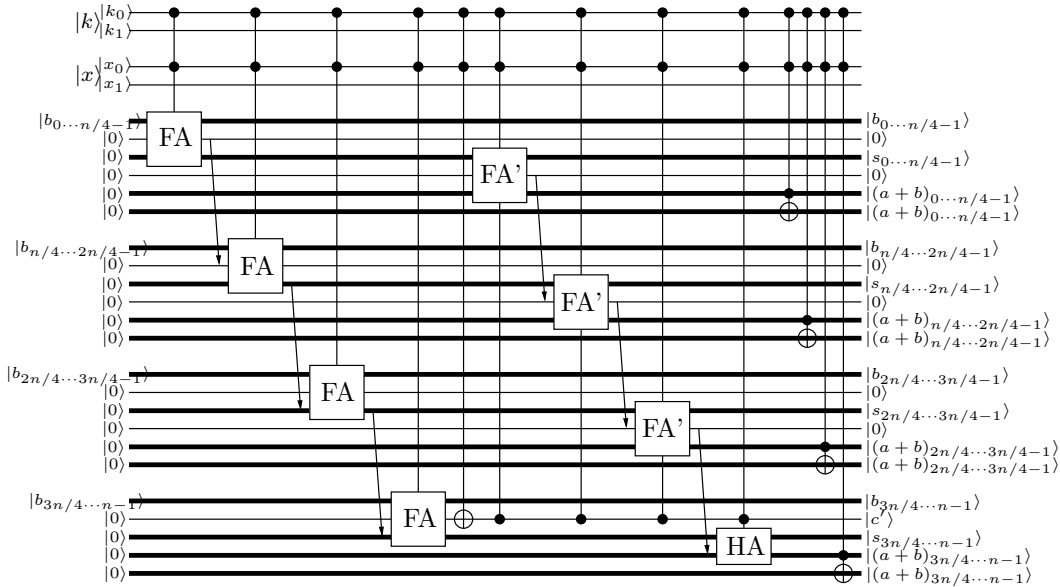 |k⟩ |k₀⟩
|k₁⟩
|x⟩ |x₀⟩
|x₁⟩
|b₀⋯ₙ/₄₋₁⟩ FA |b₀⋯ₙ/₄₋₁⟩
|0⟩ |0⟩
|0⟩ |s₀⋯ₙ/₄₋₁⟩
|0⟩ FA' |0⟩
|0⟩ |(a + b)₀⋯ₙ/₄₋₁⟩
|0⟩ |(a + b)₀⋯ₙ/₄₋₁⟩
|bₙ/₄⋯₂ₙ/₄₋₁⟩ FA |bₙ/₄⋯₂ₙ/₄₋₁⟩
|0⟩ |0⟩
|0⟩ |sₙ/₄⋯₂ₙ/₄₋₁⟩
|0⟩ FA' |0⟩
|0⟩ |(a + b)ₙ/₄⋯₂ₙ/₄₋₁⟩
|0⟩ |(a + b)ₙ/₄⋯₂ₙ/₄₋₁⟩
|b₂ₙ/₄⋯₃ₙ/₄₋₁⟩ FA |b₂ₙ/₄⋯₃ₙ/₄₋₁⟩
|0⟩ |0⟩
|0⟩ |s₂ₙ/₄⋯₃ₙ/₄₋₁⟩
|0⟩ FA' |0⟩
|0⟩ |(a + b)₂ₙ/₄⋯₃ₙ/₄₋₁⟩
|0⟩ |(a + b)₂ₙ/₄⋯₃ₙ/₄₋₁⟩
|b₃ₙ/₄⋯ₙ₋₁⟩ FA |b₃ₙ/₄⋯ₙ₋₁⟩
|0⟩ |c'⟩
|0⟩ HA |s₃ₙ/₄⋯ₙ₋₁⟩
|0⟩ |(a + b)₃ₙ/₄⋯ₙ₋₁⟩
|0⟩ |(a + b)₃ₙ/₄⋯ₙ₋₁⟩